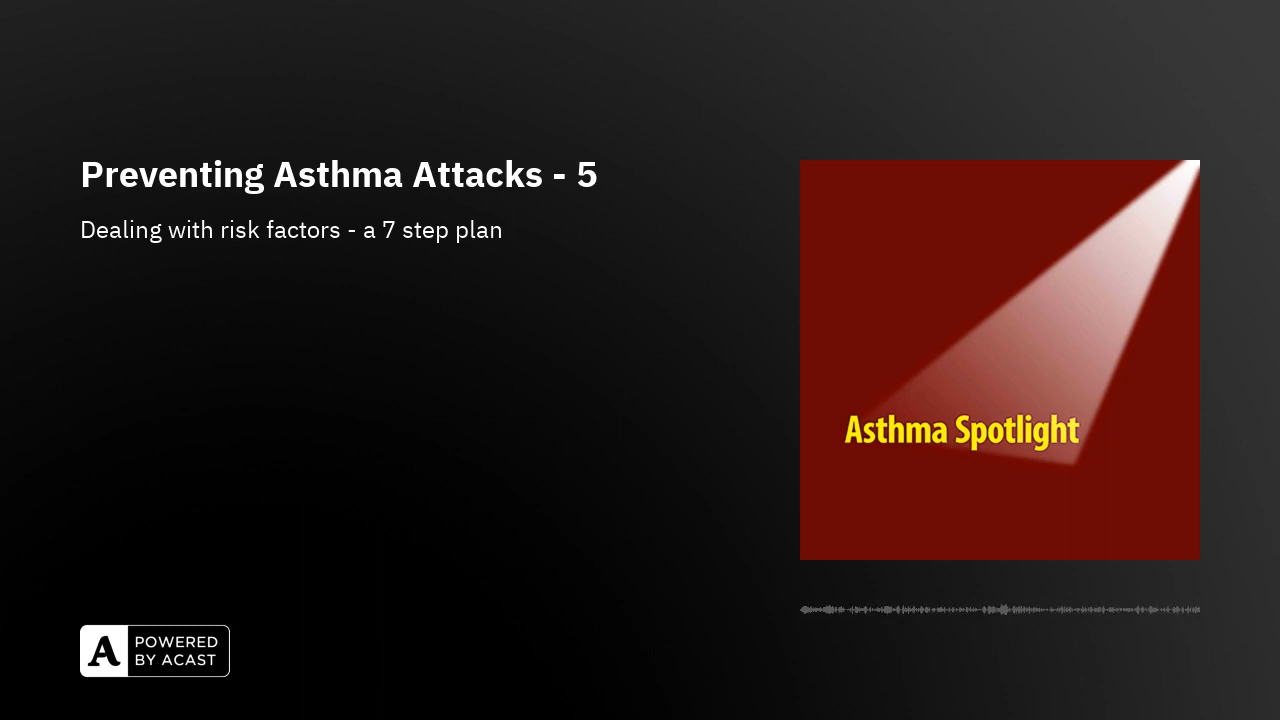 Preventing Asthma Attacks - 5
Dealing with risk factors - a 7 step plan
Asthma Spotlight
A POWERED
BY ACAST